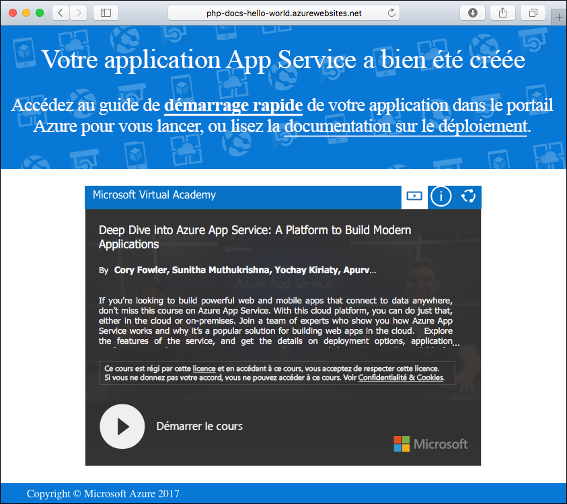 php-docs-hello-world.azurewebsites.net
Votre application App Service a bien été créée
Accédez au guide de démarrage rapide de votre application dans le portail
Azure pour vous lancer, ou lisez la documentation sur le déploiement.
Microsoft Virtual Academy
Deep Dive into Azure App Service: A Platform to Build Modern
Applications
By Cory Fowler, Sunitha Muthukrishna, Yochay Kiriaty, Apurv...
If you're looking to build powerful web and mobile apps that connect to data anywhere,
don't miss this course on Azure App Service. With this cloud platform, you can do just that,
either in the cloud or on-premises. Join a team of experts who show you how Azure App
Service works and why it's a popular solution for building web apps in the cloud. Explore
the features of the service, and get the details on deployment options, application
Ce cours est régi par cette licence et en accédant à ce cours, vous acceptez de respecter cette licence.
Si vous ne donnez pas votre accord, vous ne pouvez accéder à ce cours. Voir Confidentialité & Cookies.
Démarrer le cours
Microsoft
Copyright © Microsoft Azure 2017